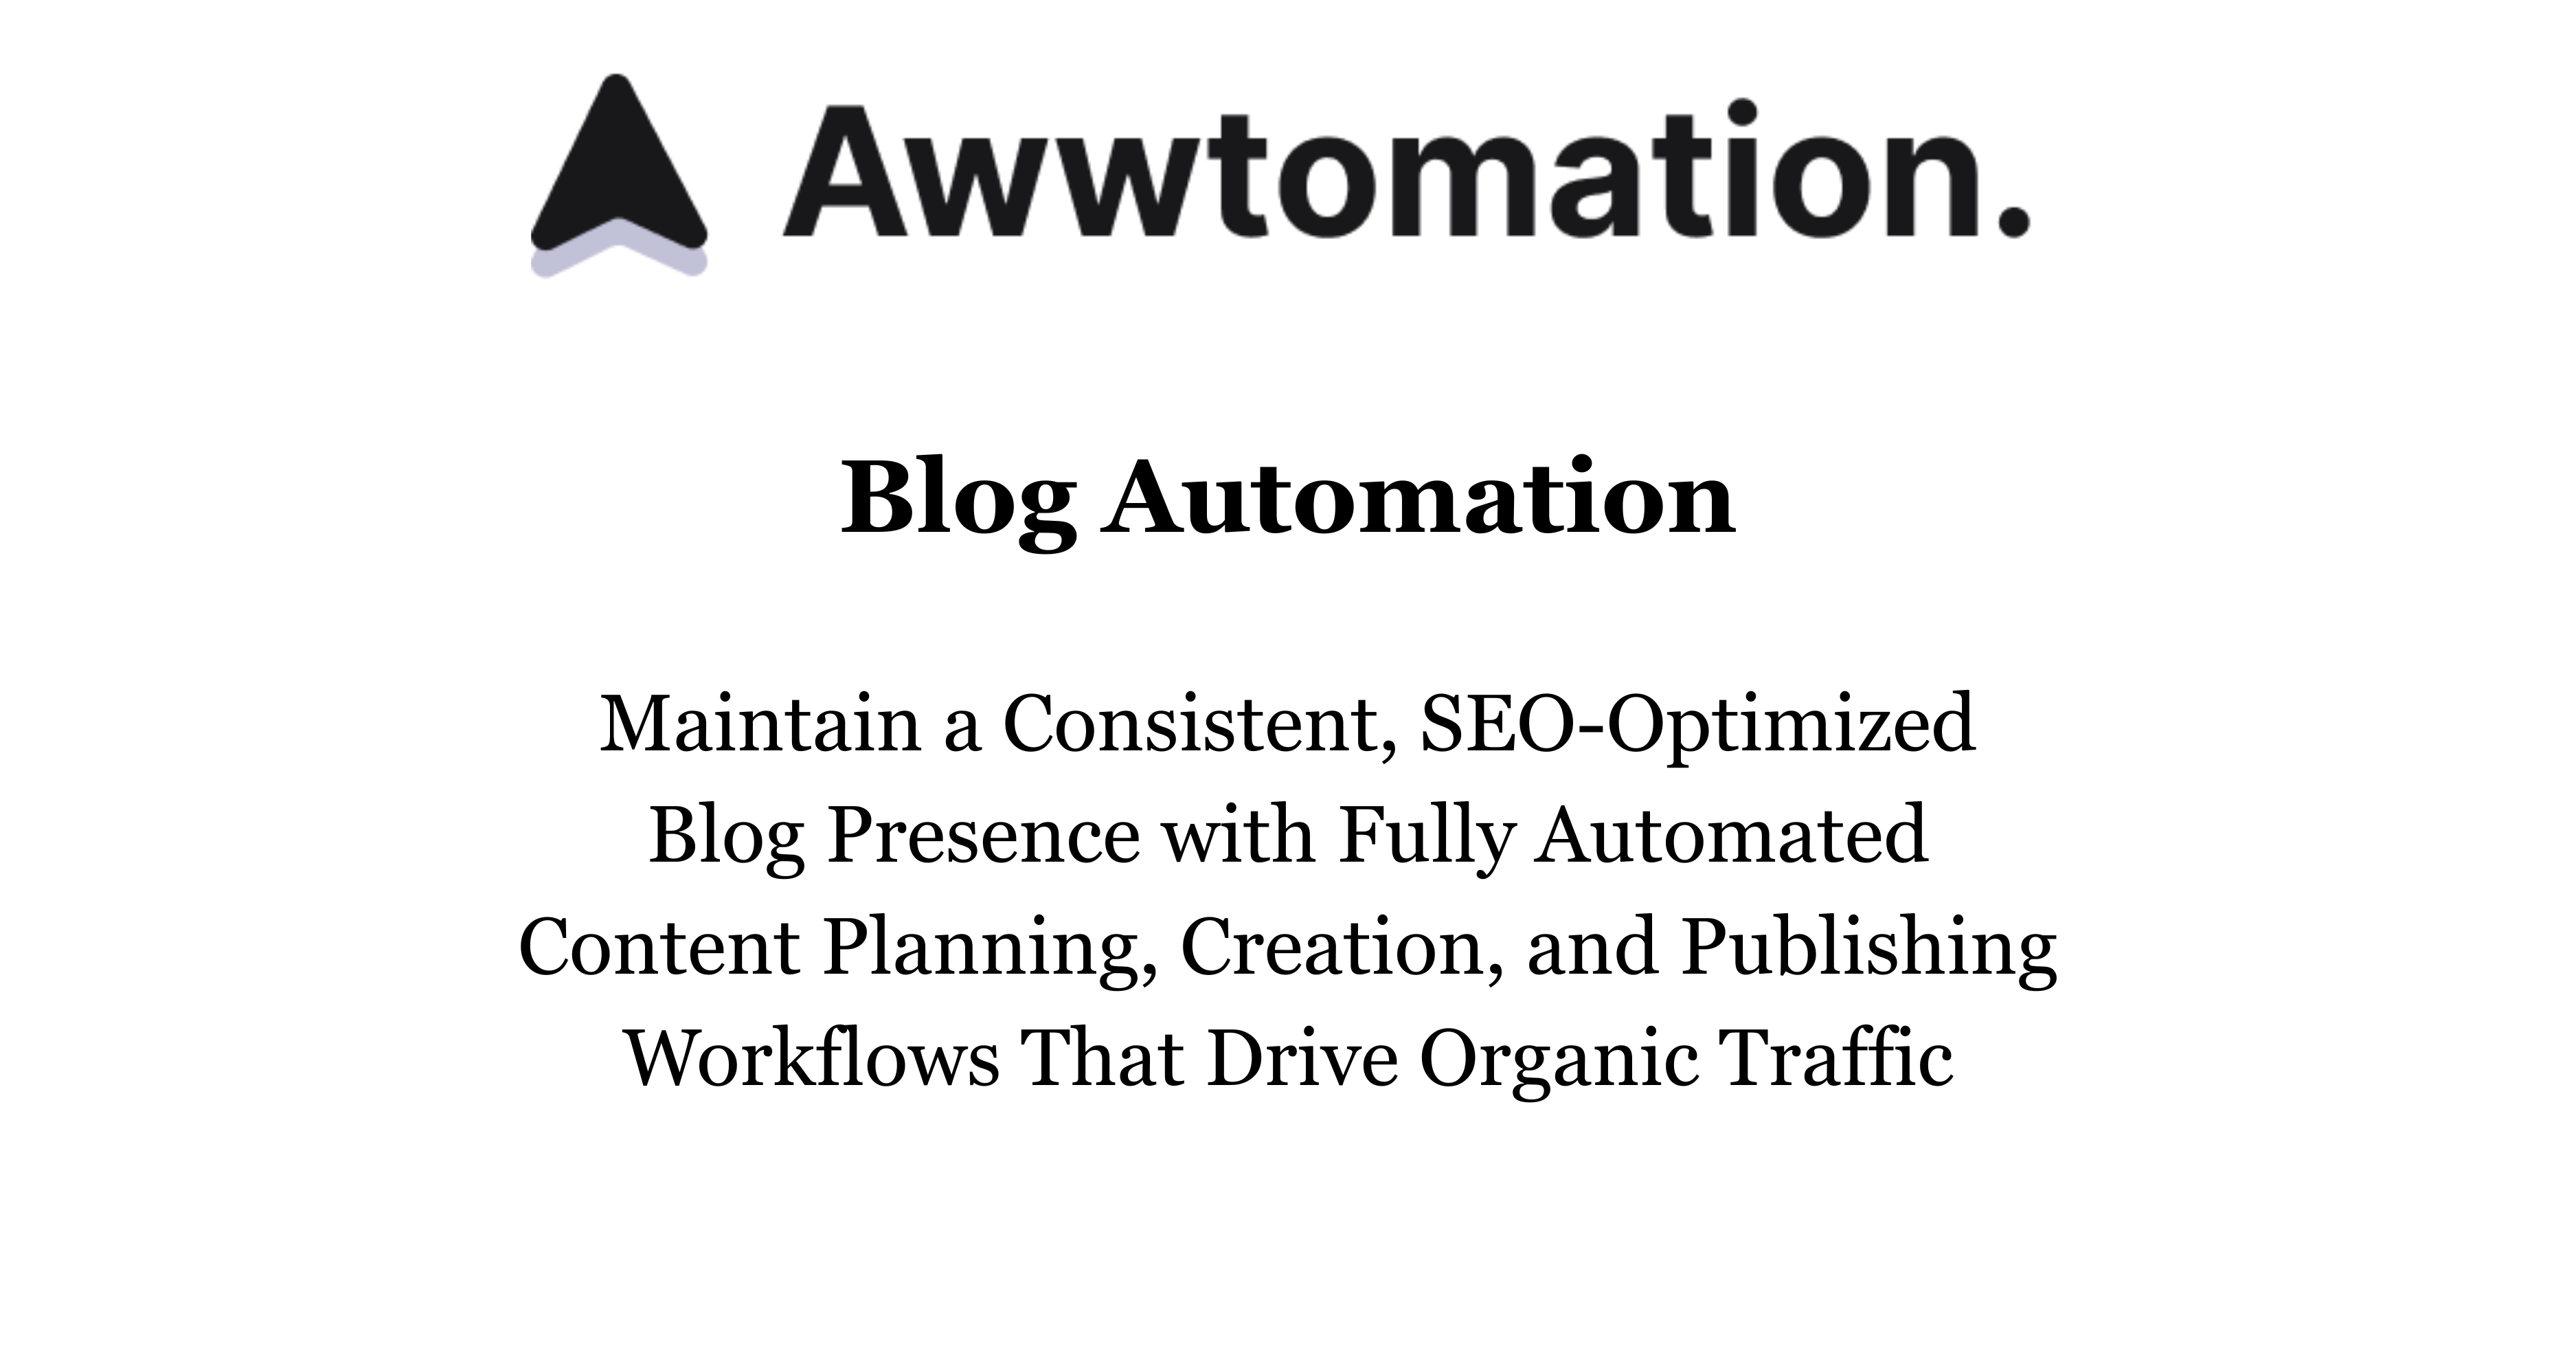 Awwtomation.
Blog Automation
Maintain a Consistent, SEO-Optimized
Blog Presence with Fully Automated
Content Planning, Creation, and Publishing
Workflows That Drive Organic Traffic